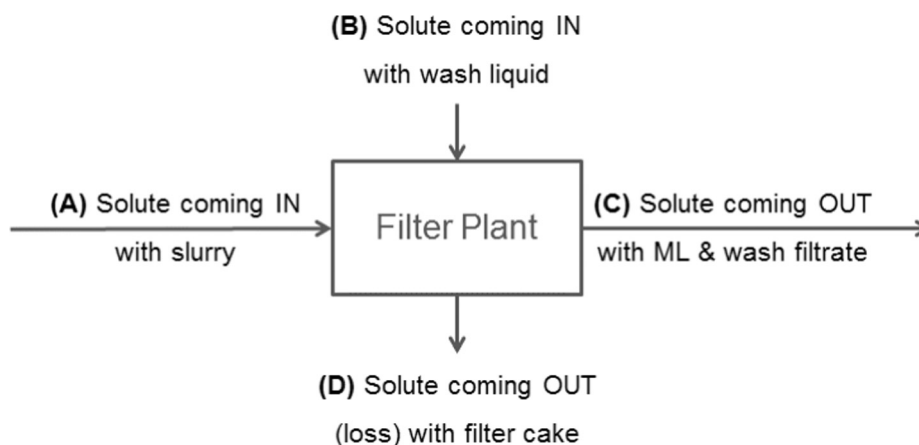 (B) Solute coming IN
with wash liquid
(A) Solute coming IN
with slurry
Filter Plant
(C) Solute coming OUT
with ML & wash filtrate
(D) Solute coming OUT
(loss) with filter cake